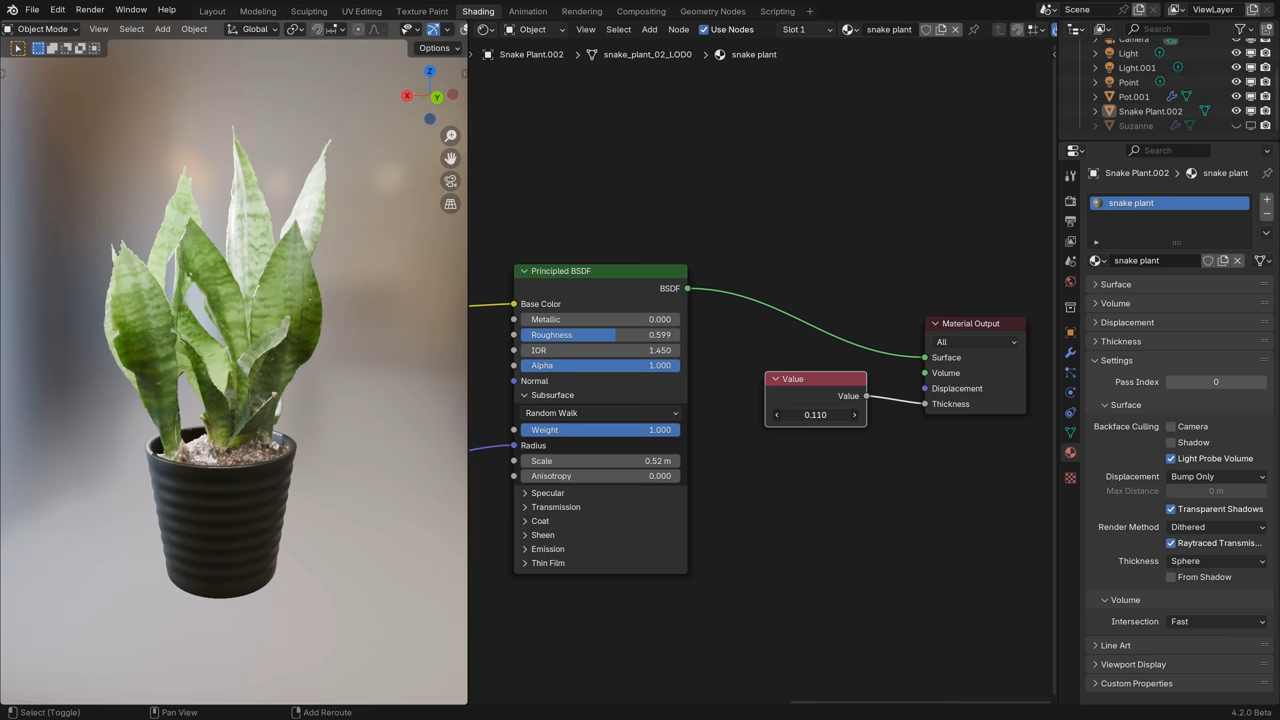 File Edit Render Window Help Layout Modeling Sculpting UV Editing Texture Paint Shading Animation Rendering Compositing Geometry Nodes Scripting + Scene ViewLayer
Object Mode View Select Add Object Global Object View Select Add Node Use Nodes Slot 1 snake plant Search
Options
Snake Plant.002 snake_plant_02_LOD0 snake plant
Z
X
Y
Camera
Light
Light.001
Point
Pot.001
Snake Plant.002
Suzanne
Search
Snake Plant.002 snake plant
snake plant
snake plant
Principled BSDF
BSDF
Base Color
Metallic 0.000
Roughness 0.599
IOR 1.450
Alpha 1.000
Normal
Subsurface
Random Walk
Weight 1.000
Radius
Scale 0.52 m
Anisotropy 0.000
Specular
Transmission
Coat
Sheen
Emission
Thin Film
Value
Value
0.110
Material Output
All
Surface
Volume
Displacement
Thickness
Surface
Volume
Displacement
Thickness
Settings
Pass Index 0
Surface
Backface Culling Camera
Shadow
Light Probe Volume
Displacement Bump Only
Max Distance 0 m
Transparent Shadows
Render Method Dithered
Raytraced Transmis...
Thickness Sphere
From Shadow
Volume
Intersection Fast
Line Art
Viewport Display
Custom Properties
Select (Toggle) Pan View Add Reroute 4.2.0 Beta